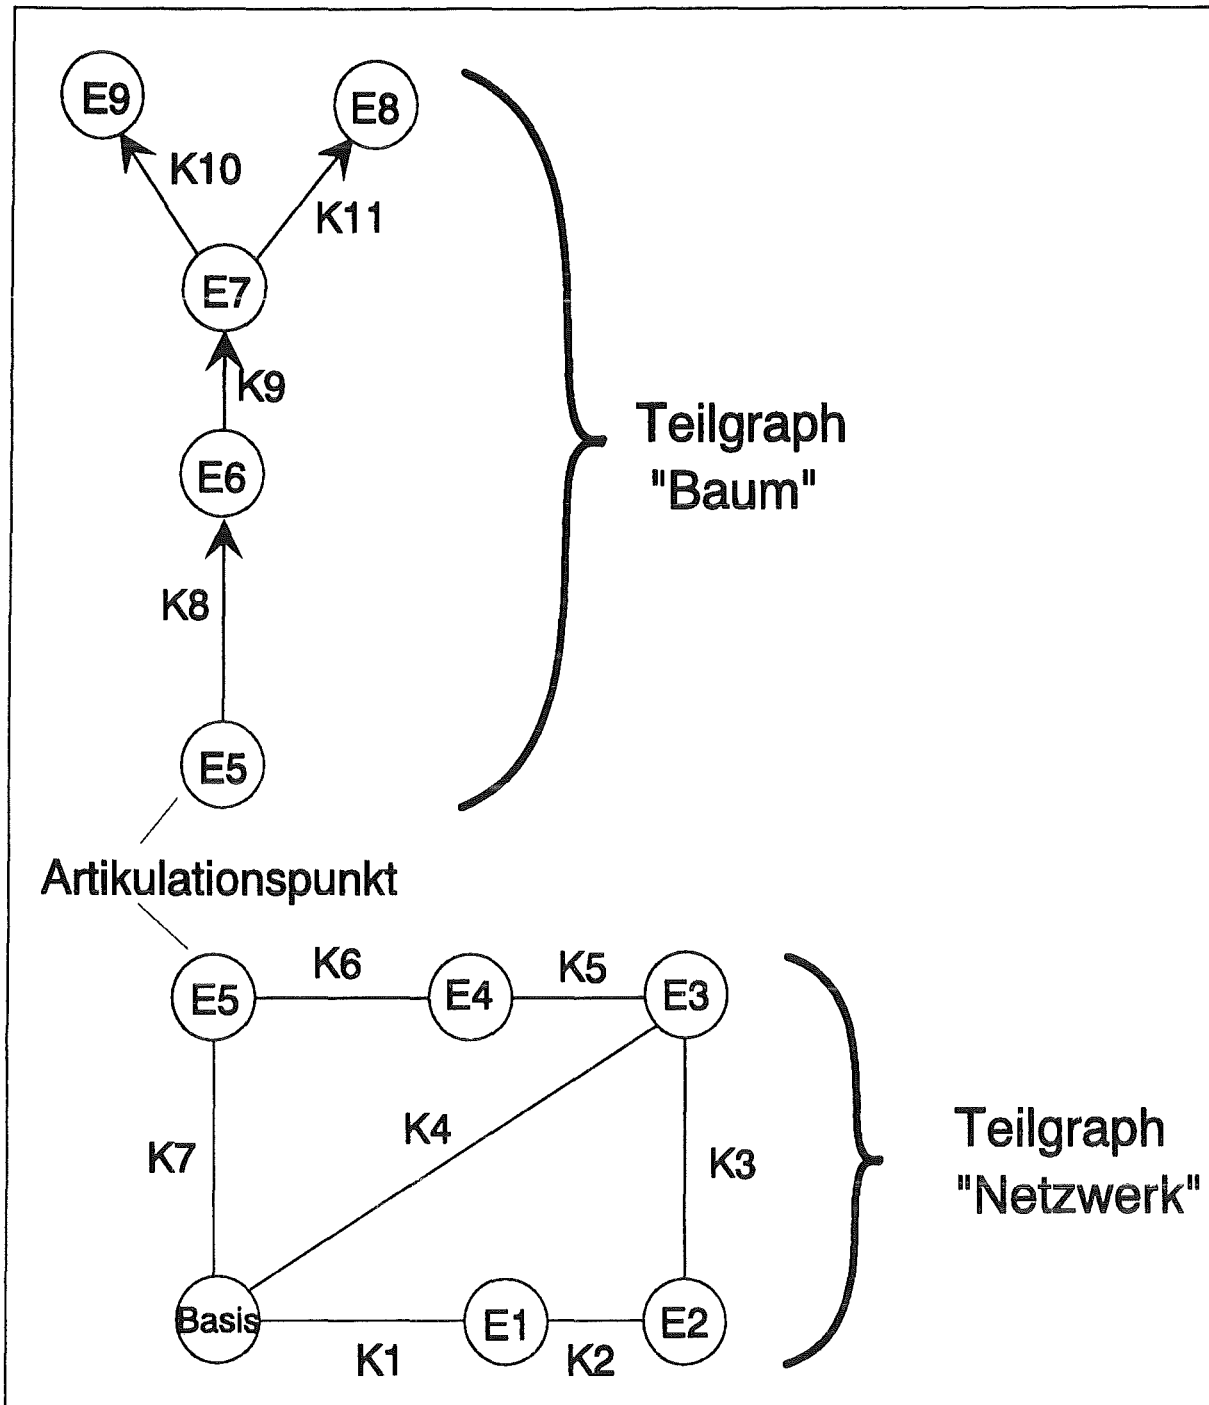 E9
E8
K10
K11
E7
K9
Teilgraph
"Baum"
E6
K8
E5
Artikulationspunkt
K6
K5
E5
E4
E3
K4
K7
K3
Teilgraph
"Netzwerk"
Basis
E1
E2
K1
K2